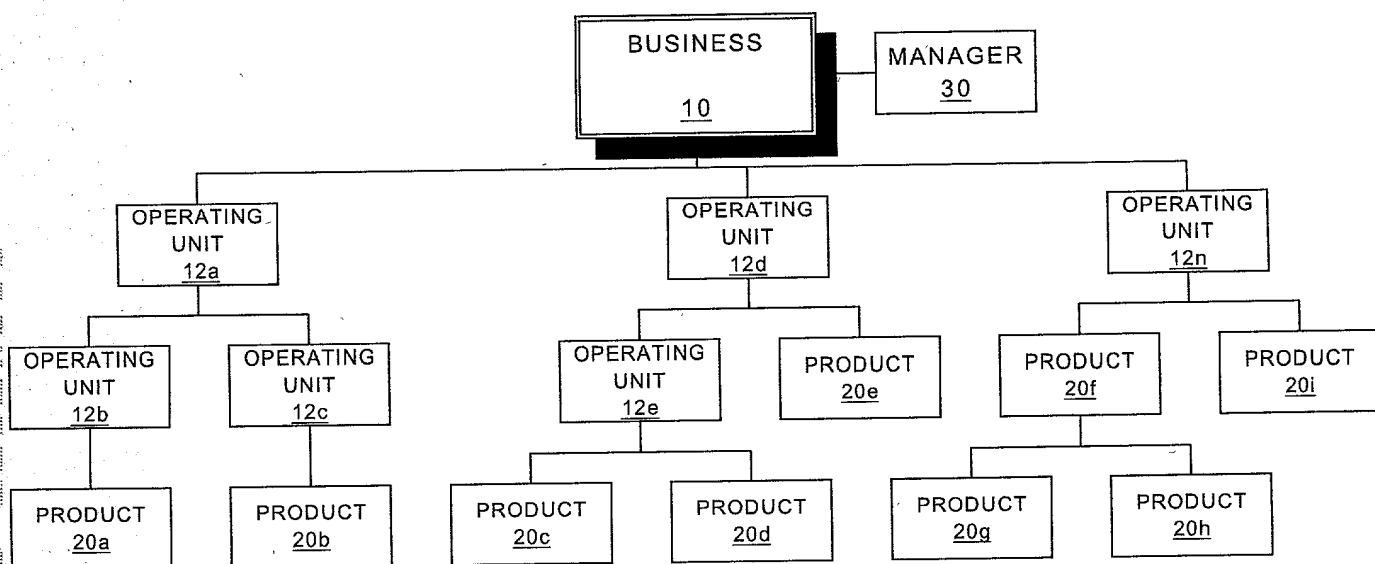 BUSINESS
10
MANAGER
30
OPERATING
UNIT
12a
OPERATING
UNIT
12d
OPERATING
UNIT
12n
OPERATING
UNIT
12b
OPERATING
UNIT
12c
OPERATING
UNIT
12e
PRODUCT
20e
PRODUCT
20f
PRODUCT
20i
PRODUCT
20a
PRODUCT
20b
PRODUCT
20c
PRODUCT
20d
PRODUCT
20g
PRODUCT
20h